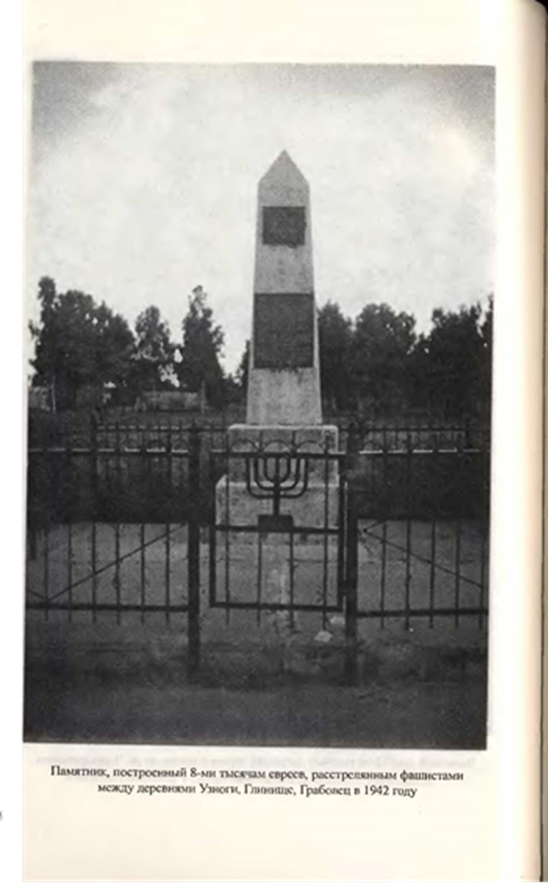 Памятник, построенный 8-ми тысячам евреев, расстрелянным фашистами
между деревнями Узноги, Глинище, Грабовец в 1942 году